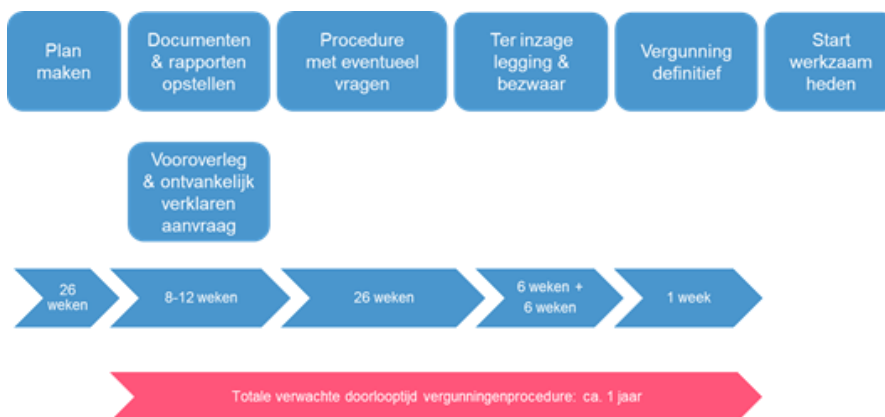 Plan
maken
Documenten
& rapporten
opstellen
Procedure
met eventueel
vragen
Ter inzage
legging &
bezwaar
Vergunning
definitief
Start
werkzaam
heden
Vooroverleg
& ontvankelijk
verklaren
aanvraag
26
weken
8-12 weken
26 weken
6 weken +
6 weken
1 week
Totale verwachte doorlooptijd vergunningenprocedure: ca. 1 jaar